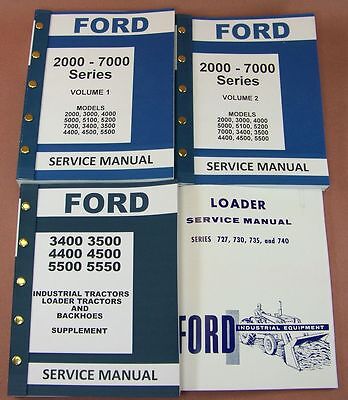 FORD
2000 - 7000
Series
VOLUME 1
MODELS
2000, 3000, 4000
5000, 5100, 5200
7000, 3400, 3500
4400, 4500, 5500
SERVICE MANUAL
FORD
2000 - 7000
Series
VOLUME 2
MODELS
2000, 3000, 4000
5000, 5100, 5200
7000, 3400, 3500
4400, 4500, 5500
SERVICE MANUAL
FORD
3400 3500
4400 4500
5500 5550
INDUSTRIAL TRACTORS
LOADER TRACTORS
AND
BACKHOES
SUPPLEMENT
SERVICE MANUAL
LOADER
SERVICE MANUAL
SERIES 727, 730, 735, and 740
FORD
INDUSTRIAL EQUIPMENT